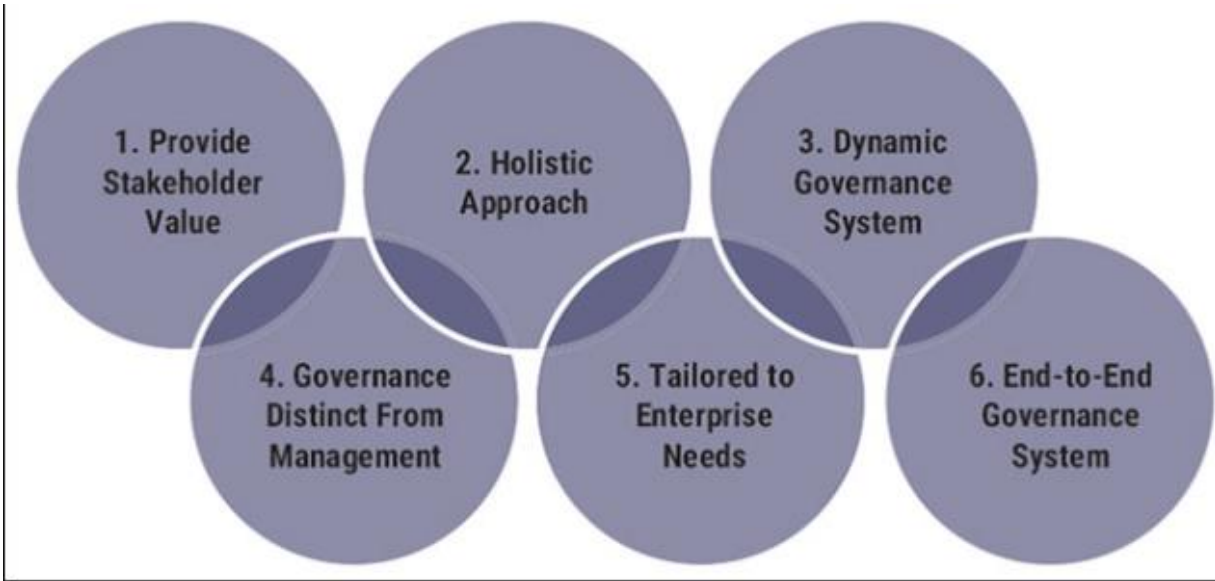 1. Provide
Stakeholder
Value
2. Holistic
Approach
3. Dynamic
Governance
System
4. Governance
Distinct From
Management
5. Tailored to
Enterprise
Needs
6. End-to-End
Governance
System